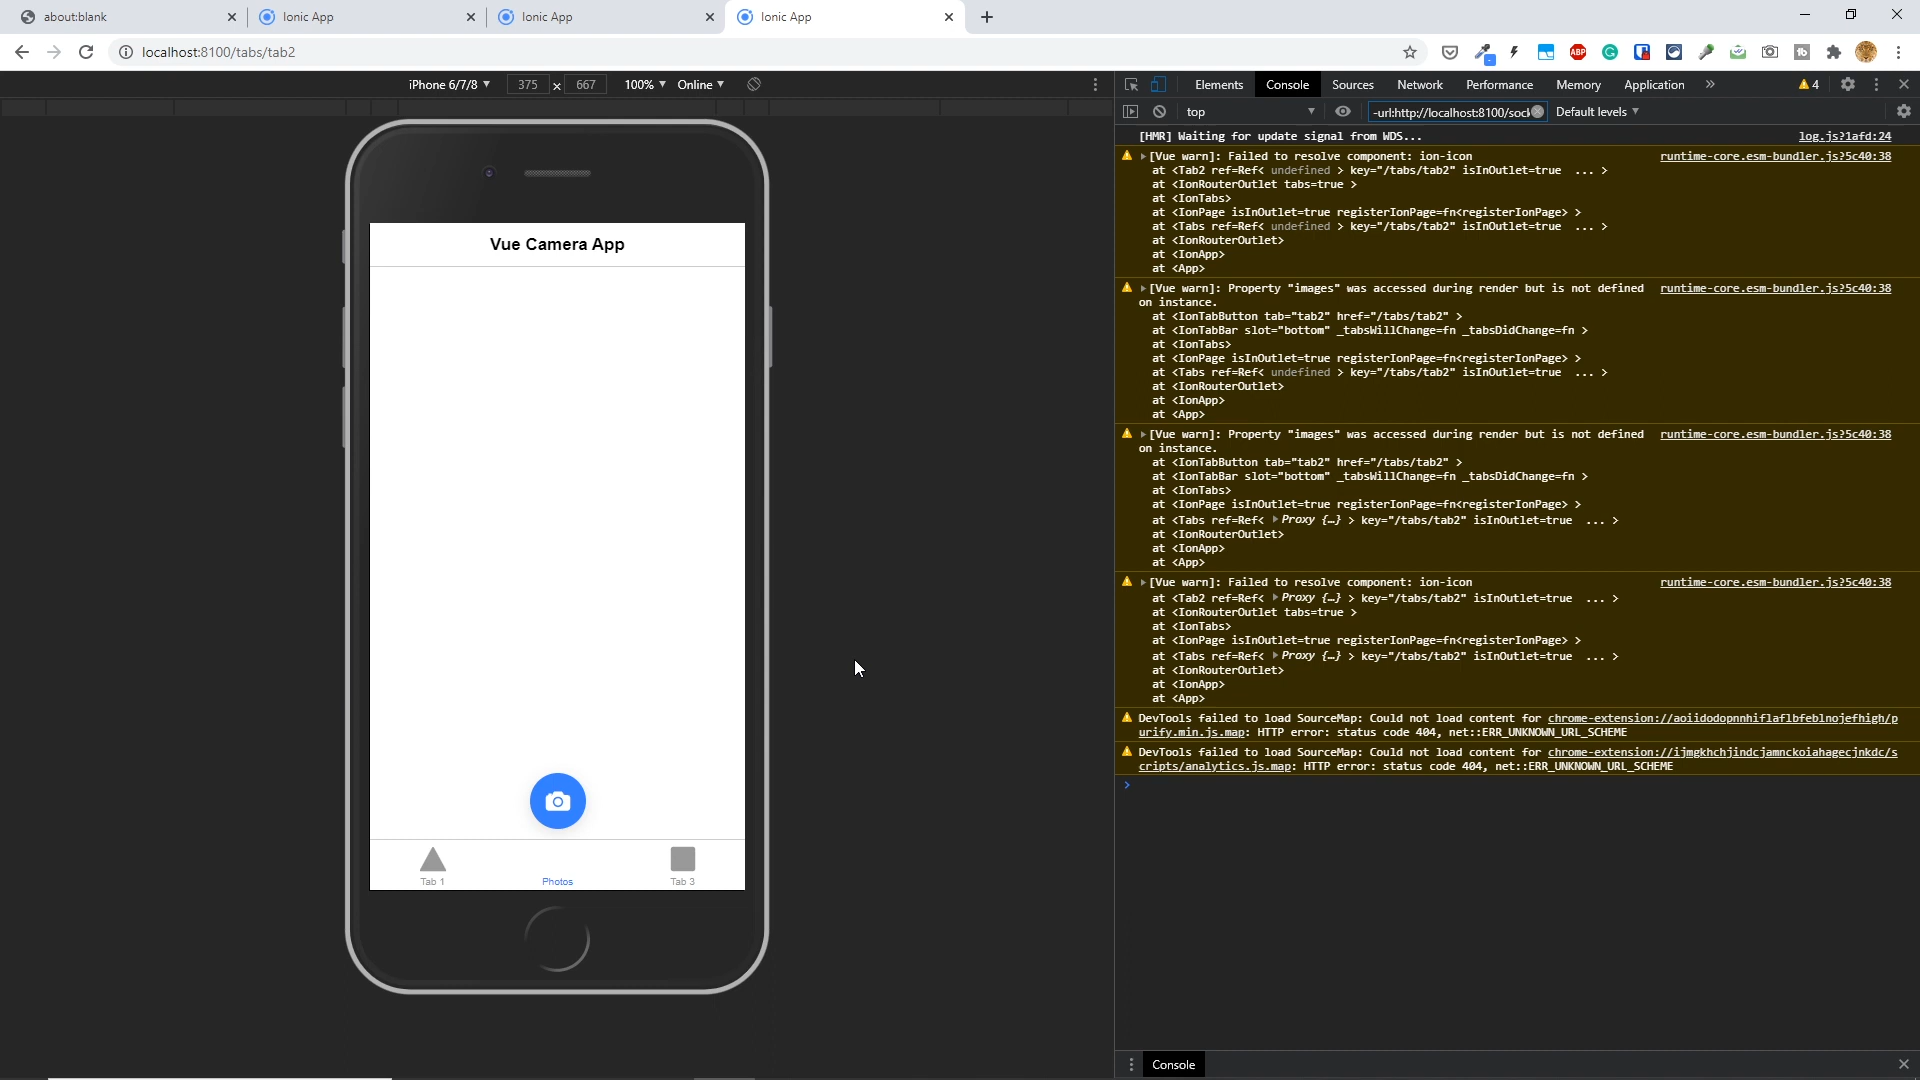 about:blank
Ionic App
Ionic App
Ionic App
localhost:8100/tabs/tab2
ABP
iPhone 6/7/8
375 x 667
100%
Online
Elements
Console
Sources
Network
Performance
Memory
Application
4
top
-url:http://localhost:8100/sock
Default levels
Vue Camera App
Tab 1
Photos
Tab 3
[HMR] Waiting for update signal from WDS... log.js?1afd:24
[Vue warn]: Failed to resolve component: ion-icon runtime-core.esm-bundler.js?5c40:38
at <Tab2 ref=Ref< undefined > key="/tabs/tab2" isInOutlet=true ... >
at <IonRouterOutlet tabs=true >
at <IonTabs>
at <IonPage isInOutlet=true registerIonPage=fn<registerIonPage> >
at <Tabs ref=Ref< undefined > key="/tabs/tab2" isInOutlet=true ... >
at <IonRouterOutlet>
at <IonApp>
at <App>
[Vue warn]: Property "images" was accessed during render but is not defined runtime-core.esm-bundler.js?5c40:38
on instance.
at <IonTabButton tab="tab2" href="/tabs/tab2" >
at <IonTabBar slot="bottom" _tabsWillChange=fn _tabsDidChange=fn >
at <IonTabs>
at <IonPage isInOutlet=true registerIonPage=fn<registerIonPage> >
at <Tabs ref=Ref< undefined > key="/tabs/tab2" isInOutlet=true ... >
at <IonRouterOutlet>
at <IonApp>
at <App>
[Vue warn]: Property "images" was accessed during render but is not defined runtime-core.esm-bundler.js?5c40:38
on instance.
at <IonTabButton tab="tab2" href="/tabs/tab2" >
at <IonTabBar slot="bottom" _tabsWillChange=fn _tabsDidChange=fn >
at <IonTabs>
at <IonPage isInOutlet=true registerIonPage=fn<registerIonPage> >
at <Tabs ref=Ref< Proxy {…} > key="/tabs/tab2" isInOutlet=true ... >
at <IonRouterOutlet>
at <IonApp>
at <App>
[Vue warn]: Failed to resolve component: ion-icon runtime-core.esm-bundler.js?5c40:38
at <Tab2 ref=Ref< Proxy {…} > key="/tabs/tab2" isInOutlet=true ... >
at <IonRouterOutlet tabs=true >
at <IonTabs>
at <IonPage isInOutlet=true registerIonPage=fn<registerIonPage> >
at <Tabs ref=Ref< Proxy {…} > key="/tabs/tab2" isInOutlet=true ... >
at <IonRouterOutlet>
at <IonApp>
at <App>
DevTools failed to load SourceMap: Could not load content for chrome-extension://aoiidodopnnhiflaflbfeblnojefhigh/p
urify.min.js.map: HTTP error: status code 404, net::ERR_UNKNOWN_URL_SCHEME
DevTools failed to load SourceMap: Could not load content for chrome-extension://ijmgkhchjindcjamnckoiahagecjnkdc/s
cripts/analytics.js.map: HTTP error: status code 404, net::ERR_UNKNOWN_URL_SCHEME
Console